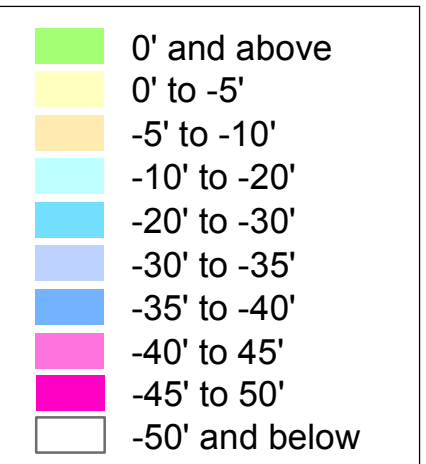 0' and above
0' to -5'
-5' to -10'
-10' to -20'
-20' to -30'
-30' to -35'
-35' to -40'
-40' to 45'
-45' to 50'
-50' and below